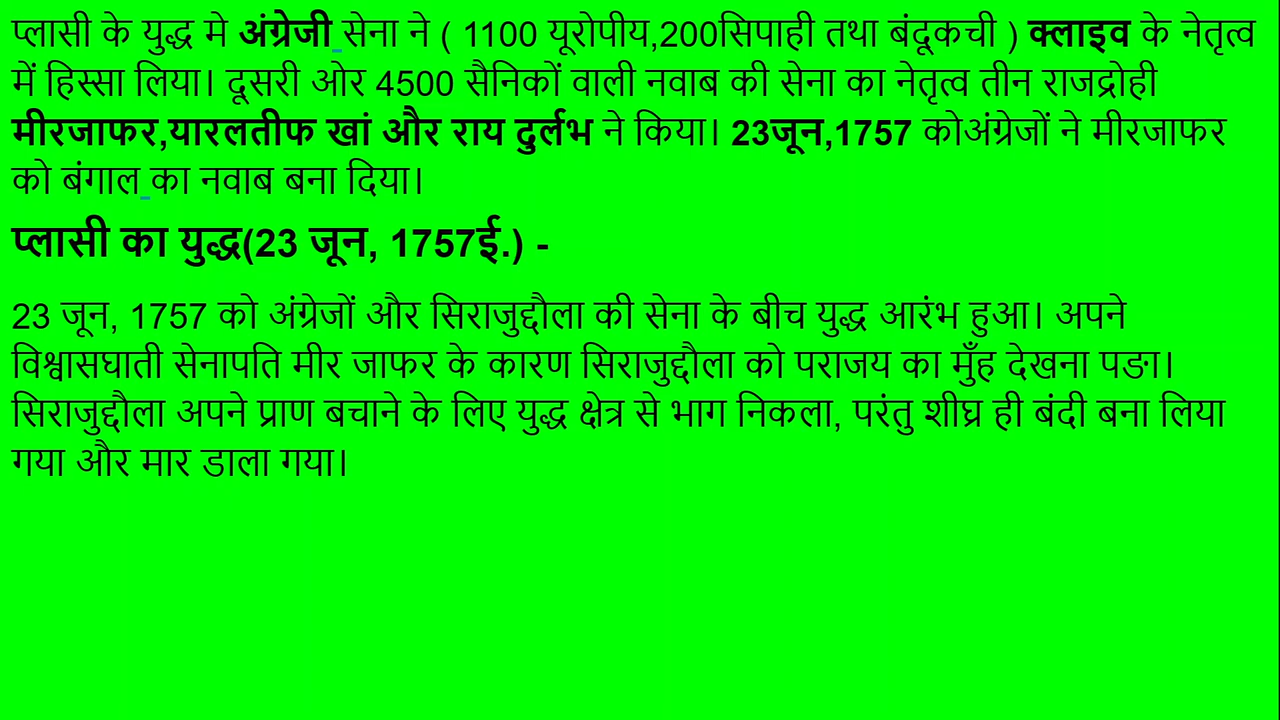 प्लासी के युद्ध मे अंग्रेजी सेना ने ( 1100 यूरोपीय,200सिपाही तथा बंदूकची ) क्लाइव के नेतृत्व
में हिस्सा लिया। दूसरी ओर 4500 सैनिकों वाली नवाब की सेना का नेतृत्व तीन राजद्रोही
मीरजाफर,यारलतीफ खां और राय दुर्लभ ने किया। 23जून,1757 कोअंग्रेजों ने मीरजाफर
को बंगाल का नवाब बना दिया।
प्लासी का युद्ध(23 जून, 1757ई.) -
23 जून, 1757 को अंग्रेजों और सिराजुद्दौला की सेना के बीच युद्ध आरंभ हुआ। अपने
विश्वासघाती सेनापति मीर जाफर के कारण सिराजुद्दौला को पराजय का मुँह देखना पङा।
सिराजुद्दौला अपने प्राण बचाने के लिए युद्ध क्षेत्र से भाग निकला, परंतु शीघ्र ही बंदी बना लिया
गया और मार डाला गया।